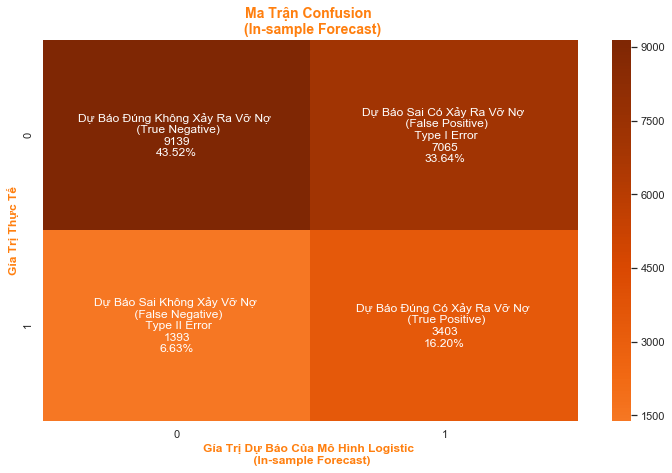 Ma Trận Confusion
(In-sample Forecast)
Dự Báo Đúng Không Xảy Ra Vỡ Nợ
(True Negative)
9139
43.52%
Dự Báo Sai Có Xảy Ra Vỡ Nợ
(False Positive)
Type I Error
7065
33.64%
Dự Báo Sai Không Xảy Vỡ Nợ
(False Negative)
Type II Error
1393
6.63%
Dự Báo Đúng Có Xảy Ra Vỡ Nợ
(True Positive)
3403
16.20%
0
1
Gía Trị Thực Tế
0
1
Gía Trị Dự Báo Của Mô Hình Logistic
(In-sample Forecast)
9000
7500
6000
4500
3000
1500